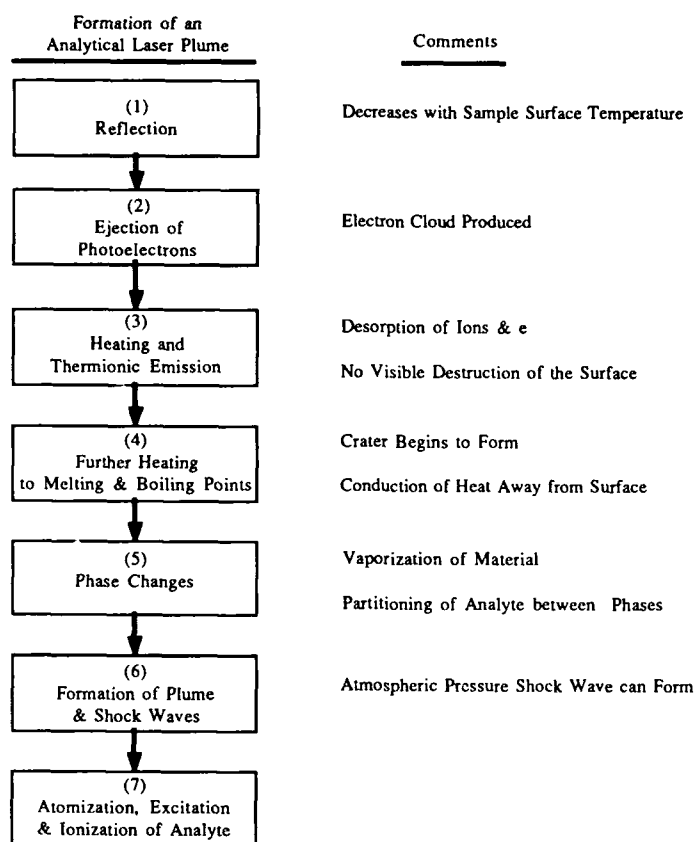 Formation of an
Analytical Laser Plume
Comments
(1)
Reflection
Decreases with Sample Surface Temperature
(2)
Ejection of
Photoelectrons
Electron Cloud Produced
(3)
Heating and
Thermionic Emission
Desorption of Ions & e
No Visible Destruction of the Surface
(4)
Further Heating
to Melting & Boiling Points
Crater Begins to Form
Conduction of Heat Away from Surface
(5)
Phase Changes
Vaporization of Material
Partitioning of Analyte between Phases
(6)
Formation of Plume
& Shock Waves
Atmospheric Pressure Shock Wave can Form
(7)
Atomization, Excitation
& Ionization of Analyte